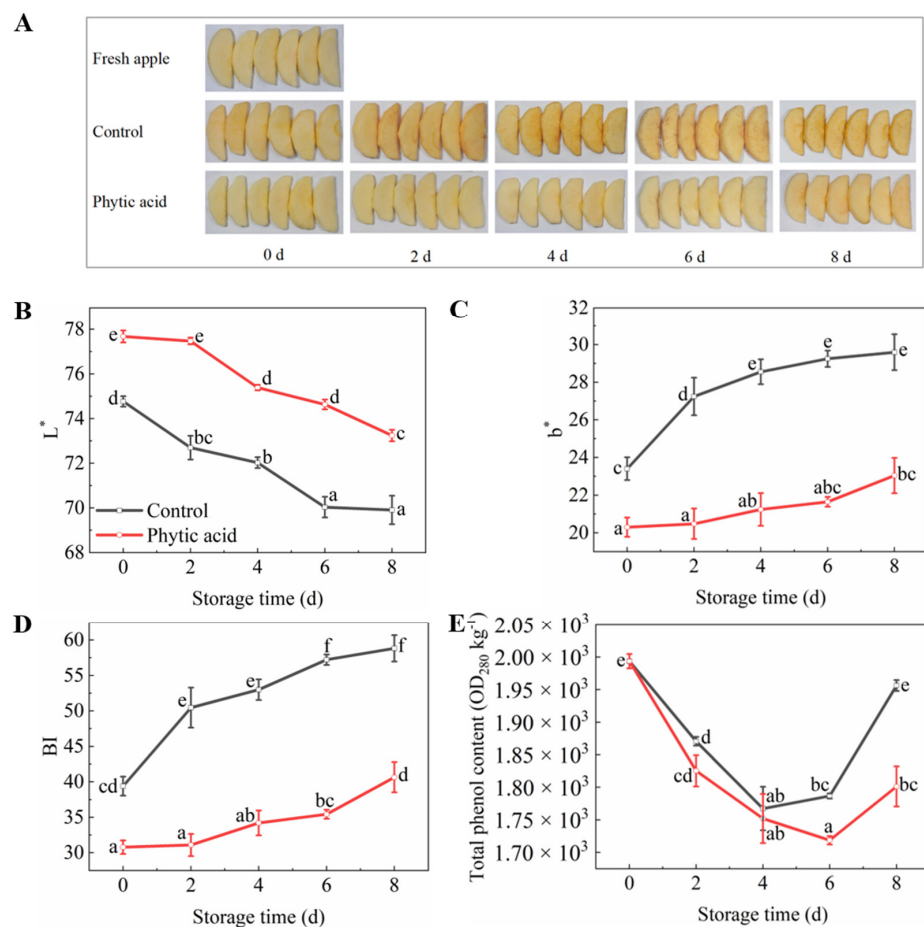 A
Fresh apple
Control
Phytic acid
0 d 2 d 4 d 6 d 8 d
B
L*
78
76
74
72
70
68
e e d d c
d bc b a a
Control
Phytic acid
0 2 4 6 8
Storage time (d)
C
b*
30
28
26
24
22
20
c d e e e
a a ab abc bc
0 2 4 6 8
Storage time (d)
D
BI
60
55
50
45
40
35
30
cd e e f f
a a ab bc d
0 2 4 6 8
Storage time (d)
E
Total phenol content (OD280 kg-1)
2.05 × 10³
2.00 × 10³
1.95 × 10³
1.90 × 10³
1.85 × 10³
1.80 × 10³
1.75 × 10³
1.70 × 10³
e d ab bc e
cd ab a bc
0 2 4 6 8
Storage time (d)